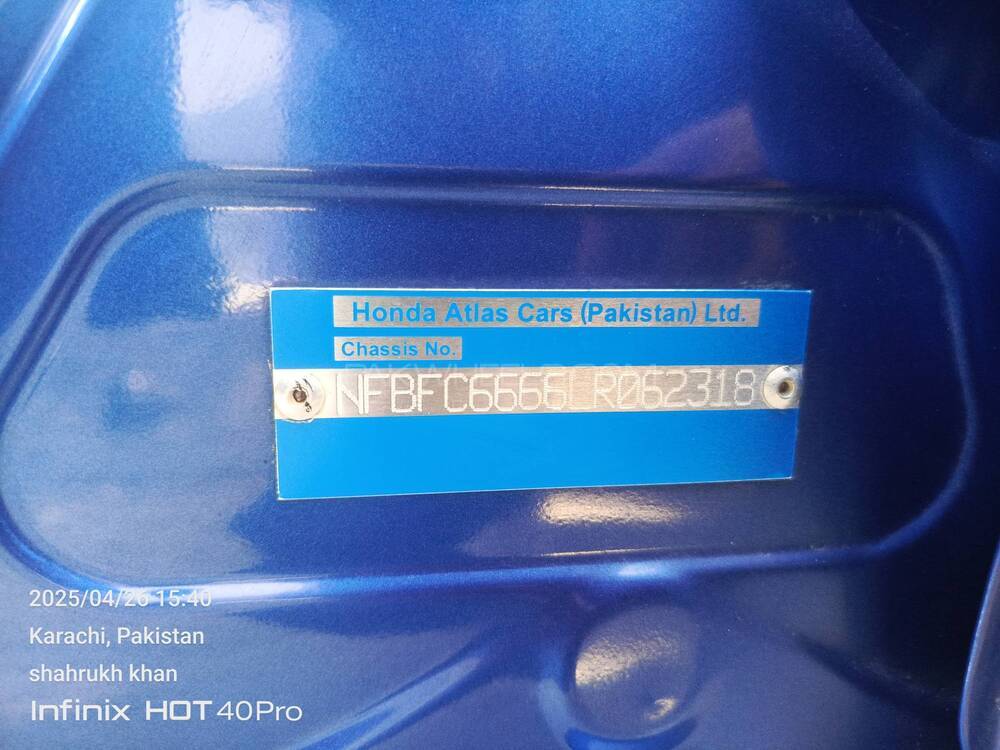 Honda Atlas Cars (Pakistan) Ltd.
Chassis No.
NFBFC6666LR062318
2025/04/26 15:40
Karachi, Pakistan
shahrukh khan
Infinix HOT 40Pro